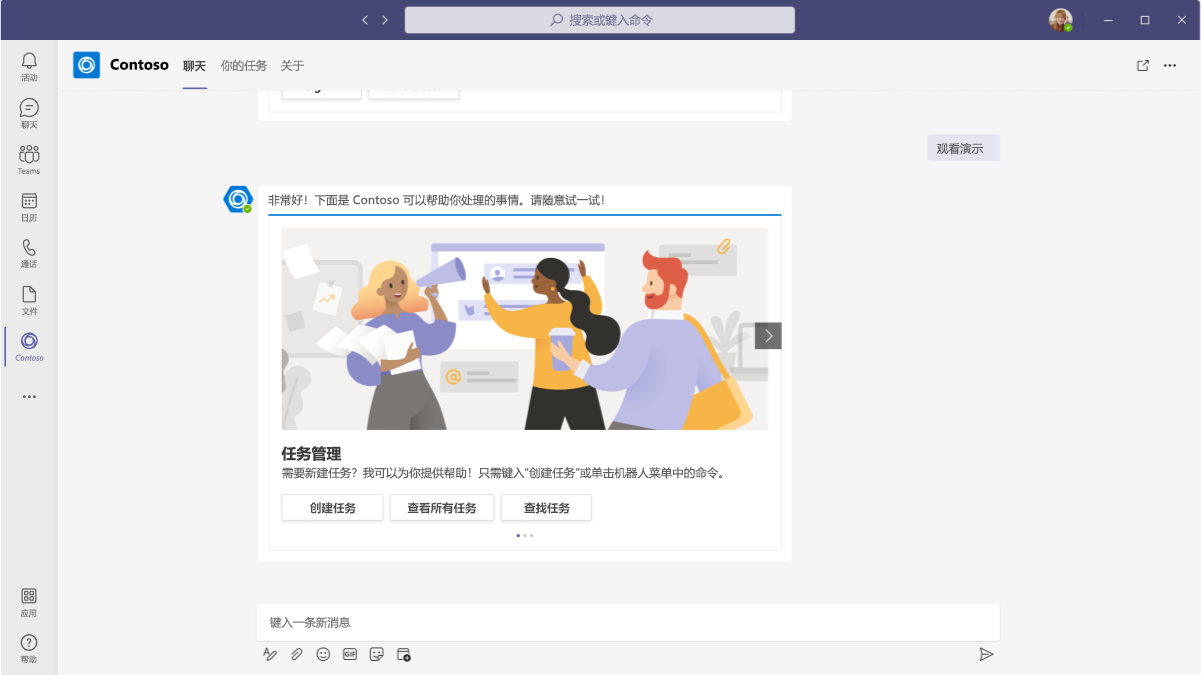 搜索或键入命令
活动
聊天
Teams
日历
通话
文件
Contoso
应用
帮助
Contoso 聊天 你的任务 关于
观看演示
非常好！下面是 Contoso 可以帮助你处理的事情。请随意试一试！
@
任务管理
需要新建任务？我可以为你提供帮助！只需键入“创建任务”或单击机器人菜单中的命令。
创建任务 查看所有任务 查找任务
键入一条新消息
GIF